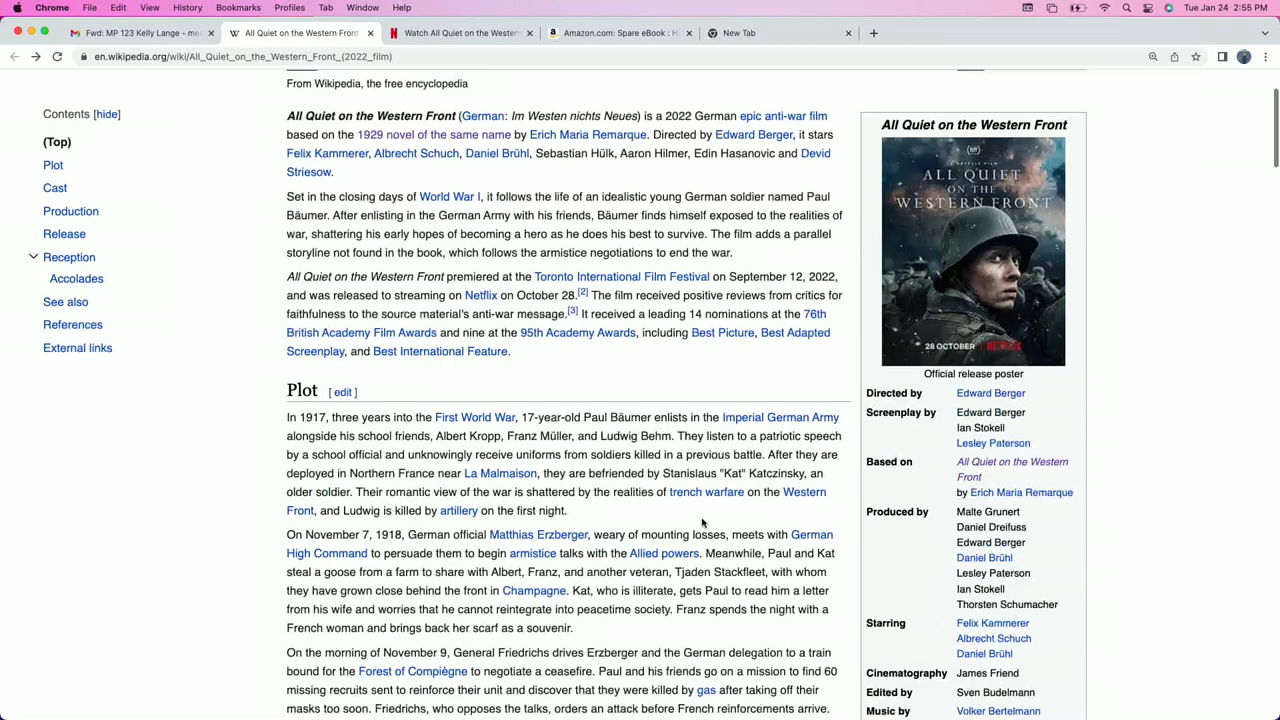 Chrome File Edit View History Bookmarks Profiles Tab Window Help Tue Jan 24 2:55 PM
Fwd: MP 123 Kelly Lange - me
All Quiet on the Western Front
Watch All Quiet on the Weste
Amazon.com: Spare eBook : H
New Tab
en.wikipedia.org/wiki/All_Quiet_on_the_Western_Front_(2022_film)
Contents [hide]
(Top)
Plot
Cast
Production
Release
Reception
Accolades
See also
References
External links
From Wikipedia, the free encyclopedia
All Quiet on the Western Front (German: Im Westen nichts Neues) is a 2022 German epic anti-war film
based on the 1929 novel of the same name by Erich Maria Remarque. Directed by Edward Berger, it stars
Felix Kammerer, Albrecht Schuch, Daniel Brühl, Sebastian Hülk, Aaron Hilmer, Edin Hasanovic and Devid
Striesow.
Set in the closing days of World War I, it follows the life of an idealistic young German soldier named Paul
Bäumer. After enlisting in the German Army with his friends, Bäumer finds himself exposed to the realities of
war, shattering his early hopes of becoming a hero as he does his best to survive. The film adds a parallel
storyline not found in the book, which follows the armistice negotiations to end the war.
All Quiet on the Western Front premiered at the Toronto International Film Festival on September 12, 2022,
and was released to streaming on Netflix on October 28.[2] The film received positive reviews from critics for
faithfulness to the source material's anti-war message.[3] It received a leading 14 nominations at the 76th
British Academy Film Awards and nine at the 95th Academy Awards, including Best Picture, Best Adapted
Screenplay, and Best International Feature.
Plot [ edit ]
In 1917, three years into the First World War, 17-year-old Paul Bäumer enlists in the Imperial German Army
alongside his school friends, Albert Kropp, Franz Müller, and Ludwig Behm. They listen to a patriotic speech
by a school official and unknowingly receive uniforms from soldiers killed in a previous battle. After they are
deployed in Northern France near La Malmaison, they are befriended by Stanislaus "Kat" Katczinsky, an
older soldier. Their romantic view of the war is shattered by the realities of trench warfare on the Western
Front, and Ludwig is killed by artillery on the first night.
On November 7, 1918, German official Matthias Erzberger, weary of mounting losses, meets with German
High Command to persuade them to begin armistice talks with the Allied powers. Meanwhile, Paul and Kat
steal a goose from a farm to share with Albert, Franz, and another veteran, Tjaden Stackfleet, with whom
they have grown close behind the front in Champagne. Kat, who is illiterate, gets Paul to read him a letter
from his wife and worries that he cannot reintegrate into peacetime society. Franz spends the night with a
French woman and brings back her scarf as a souvenir.
On the morning of November 9, General Friedrichs drives Erzberger and the German delegation to a train
bound for the Forest of Compiègne to negotiate a ceasefire. Paul and his friends go on a mission to find 60
missing recruits sent to reinforce their unit and discover that they were killed by gas after taking off their
masks too soon. Friedrichs, who opposes the talks, orders an attack before French reinforcements arrive.
All Quiet on the Western Front
A NETFLIX FILM
ALL QUIET
ON THE
WESTERN FRONT
28 OCTOBER | NETFLIX
Official release poster
Directed by Edward Berger
Screenplay by Edward Berger
Ian Stokell
Lesley Paterson
Based on All Quiet on the Western
Front
by Erich Maria Remarque
Produced by Malte Grunert
Daniel Dreifuss
Edward Berger
Daniel Brühl
Lesley Paterson
Ian Stokell
Thorsten Schumacher
Starring Felix Kammerer
Albrecht Schuch
Daniel Brühl
Cinematography James Friend
Edited by Sven Budelmann
Music by Volker Bertelmann